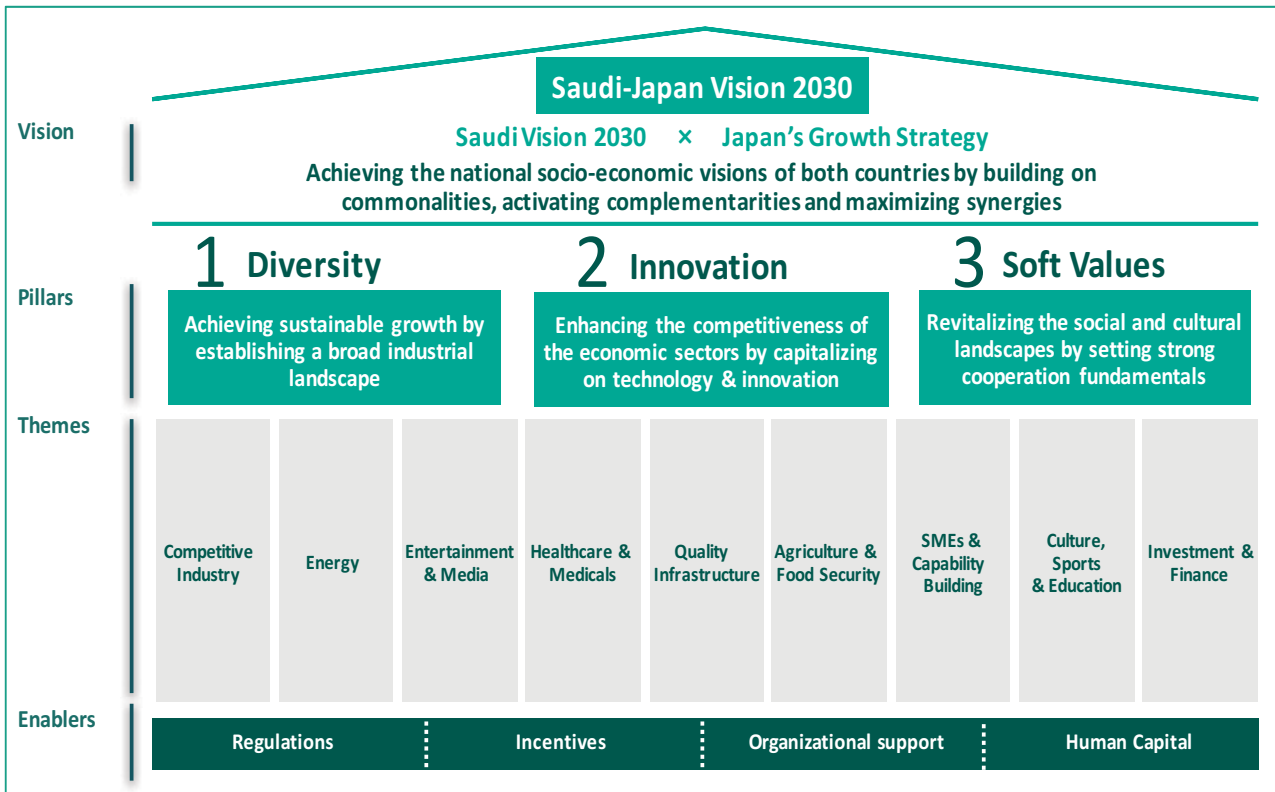 Saudi-Japan Vision 2030
Vision
Saudi Vision 2030 × Japan's Growth Strategy
Achieving the national socio-economic visions of both countries by building on
commonalities, activating complementarities and maximizing synergies
Pillars
1 Diversity
Achieving sustainable growth by
establishing a broad industrial
landscape
2 Innovation
Enhancing the competitiveness of
the economic sectors by capitalizing
on technology & innovation
3 Soft Values
Revitalizing the social and cultural
landscapes by setting strong
cooperation fundamentals
Themes
Competitive
Industry
Energy
Entertainment
& Media
Healthcare &
Medicals
Quality
Infrastructure
Agriculture &
Food Security
SMEs &
Capability
Building
Culture,
Sports
& Education
Investment &
Finance
Enablers
Regulations
Incentives
Organizational support
Human Capital